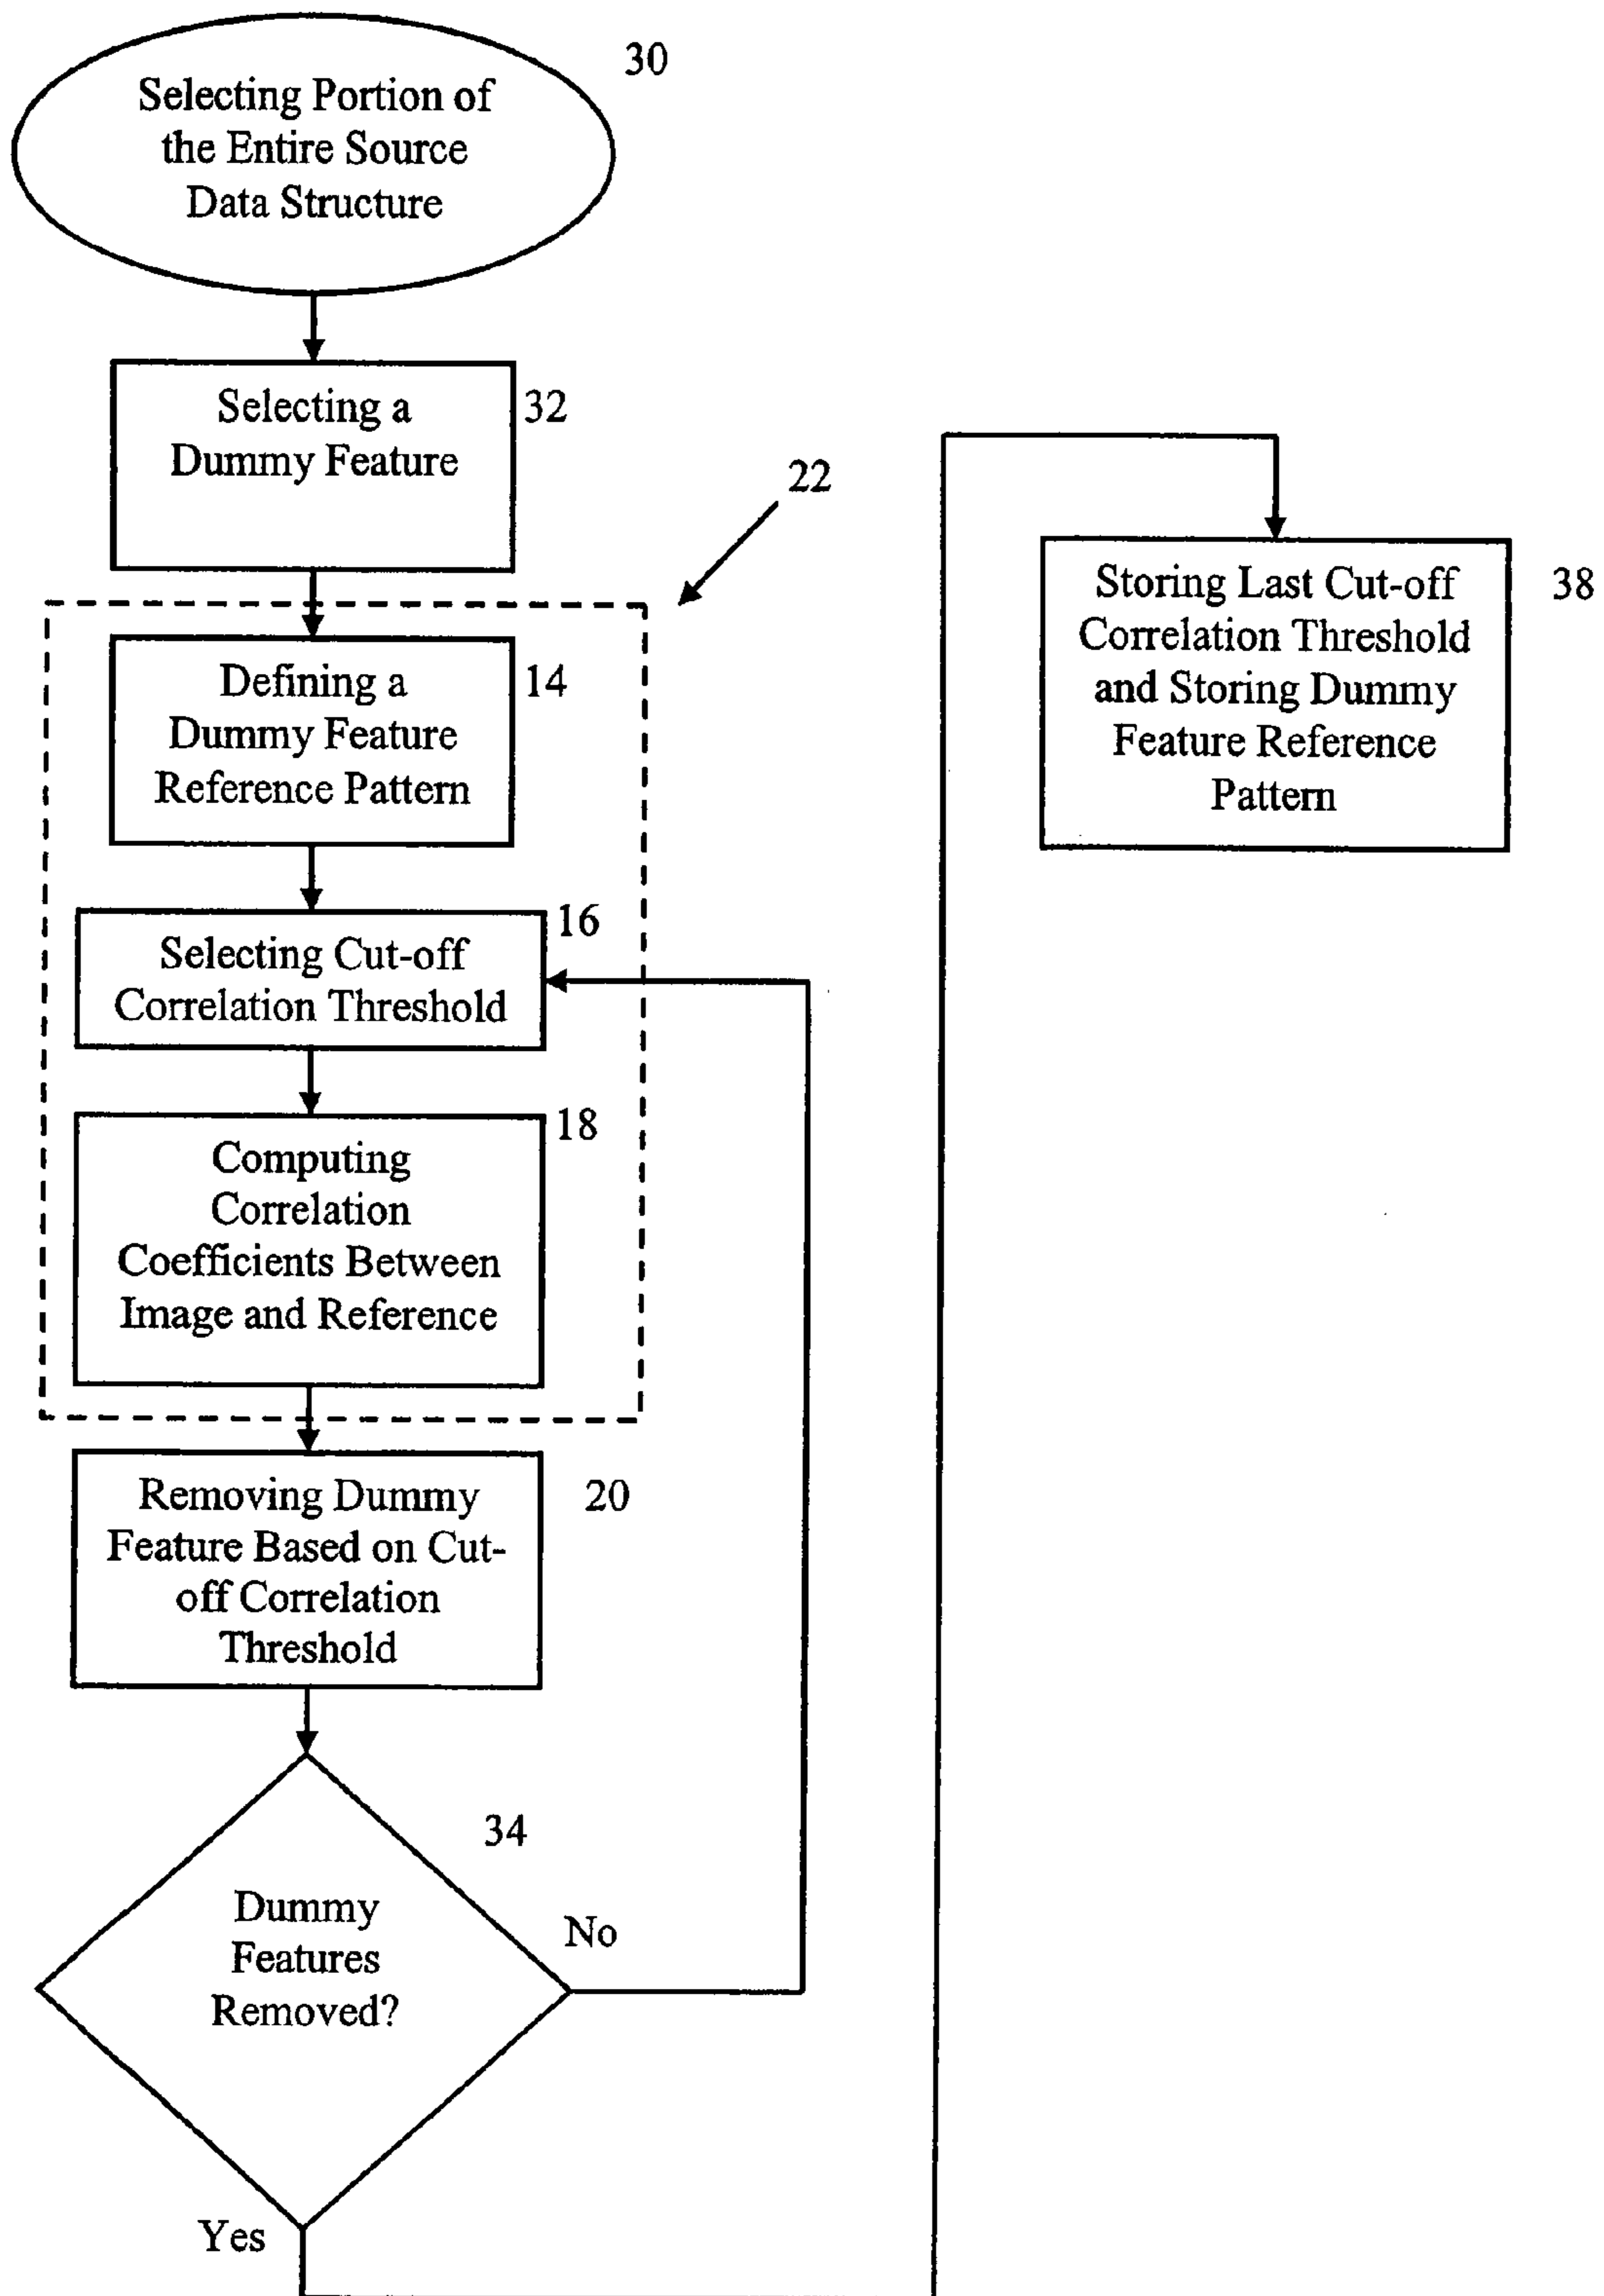 30
Selecting Portion of
the Entire Source
Data Structure
Selecting a
Dummy Feature
32
22
Defining a
Dummy Feature
Reference Pattern
14
16
Selecting Cut-off
Correlation Threshold
18
Computing
Correlation
Coefficients Between
Image and Reference
Removing Dummy
Feature Based on Cut-
off Correlation
Threshold
20
34
Dummy
Features
Removed?
No
Yes
Storing Last Cut-off
Correlation Threshold
and Storing Dummy
Feature Reference
Pattern
38